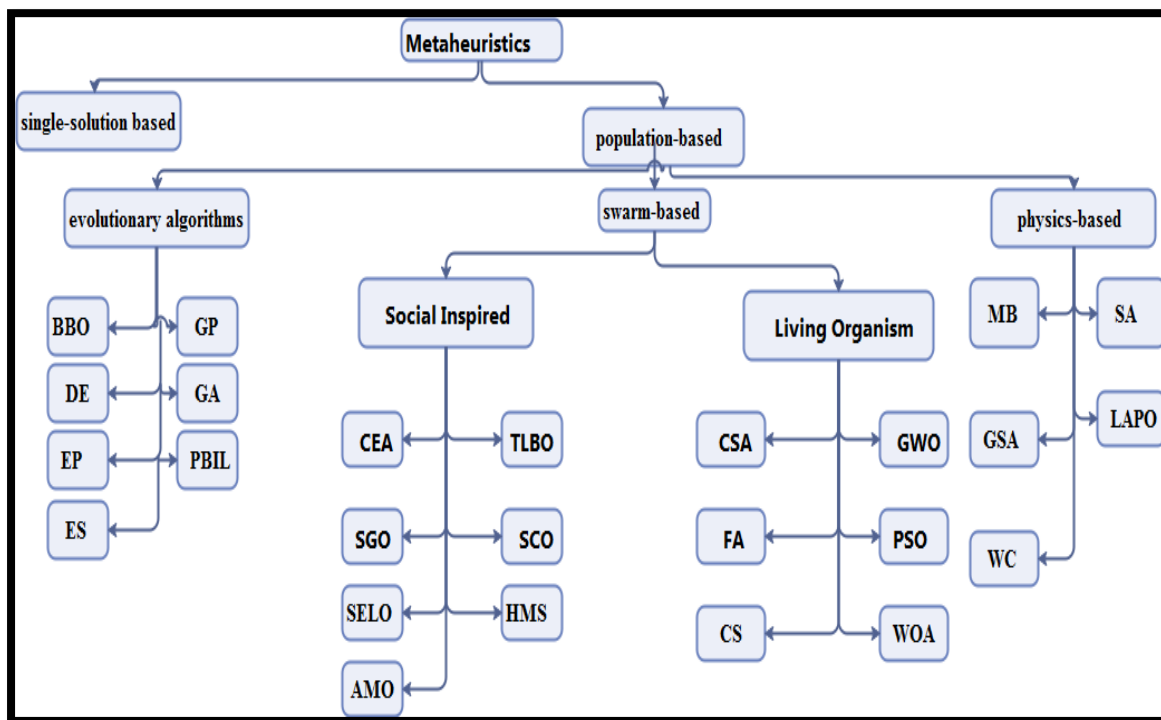 Metaheuristics
single-solution based
population-based
evolutionary algorithms
swarm-based
physics-based
BBO
GP
DE
GA
EP
PBIL
ES
Social Inspired
CEA
TLBO
SGO
SCO
SELO
HMS
AMO
Living Organism
CSA
GWO
FA
PSO
CS
WOA
MB
SA
GSA
LAPO
WC